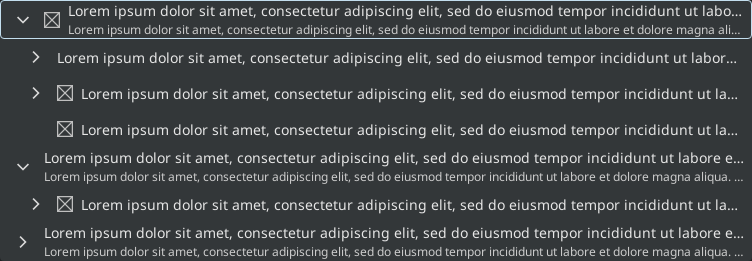 Lorem ipsum dolor sit amet, consectetur adipiscing elit, sed do eiusmod tempor incididunt ut labo...
Lorem ipsum dolor sit amet, consectetur adipiscing elit, sed do eiusmod tempor incididunt ut labore et dolore magna ali...
Lorem ipsum dolor sit amet, consectetur adipiscing elit, sed do eiusmod tempor incididunt ut labor...
Lorem ipsum dolor sit amet, consectetur adipiscing elit, sed do eiusmod tempor incididunt ut la...
Lorem ipsum dolor sit amet, consectetur adipiscing elit, sed do eiusmod tempor incididunt ut la...
Lorem ipsum dolor sit amet, consectetur adipiscing elit, sed do eiusmod tempor incididunt ut labore e...
Lorem ipsum dolor sit amet, consectetur adipiscing elit, sed do eiusmod tempor incididunt ut labore et dolore magna aliqua. ...
Lorem ipsum dolor sit amet, consectetur adipiscing elit, sed do eiusmod tempor incididunt ut la...
Lorem ipsum dolor sit amet, consectetur adipiscing elit, sed do eiusmod tempor incididunt ut labore e...
Lorem ipsum dolor sit amet, consectetur adipiscing elit, sed do eiusmod tempor incididunt ut labore et dolore magna aliqua. ...